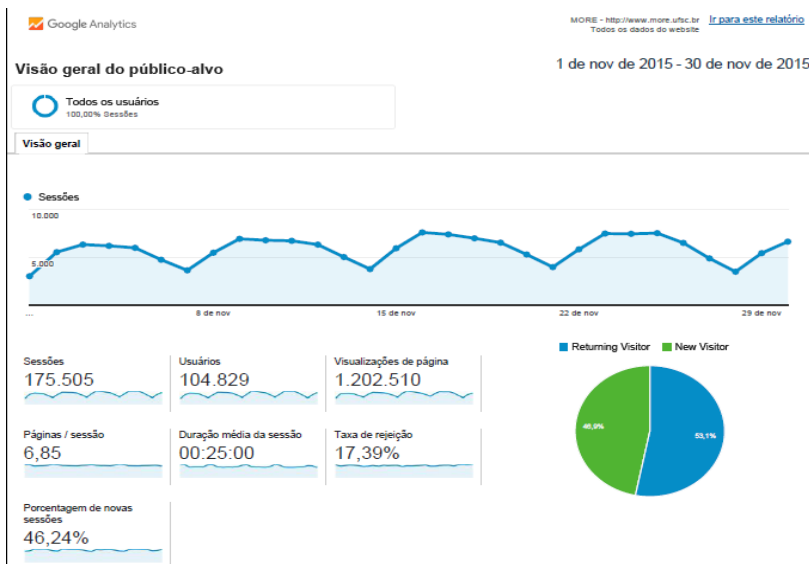 Google Analytics
MORE - http://www.more.ufsc.br
Todos os dados do website
Ir para este relatório
Visão geral do público-alvo
1 de nov de 2015 - 30 de nov de 2015
Todos os usuários
100,00% Sessões
Visão geral
Sessões
10.000
5.000
...
8 de nov
15 de nov
22 de nov
29 de nov
Returning Visitor
New Visitor
Sessões
175.505
Usuários
104.829
Visualizações de página
1.202.510
46,9%
53,1%
Páginas / sessão
6,85
Duração média da sessão
00:25:00
Taxa de rejeição
17,39%
Porcentagem de novas
sessões
46,24%